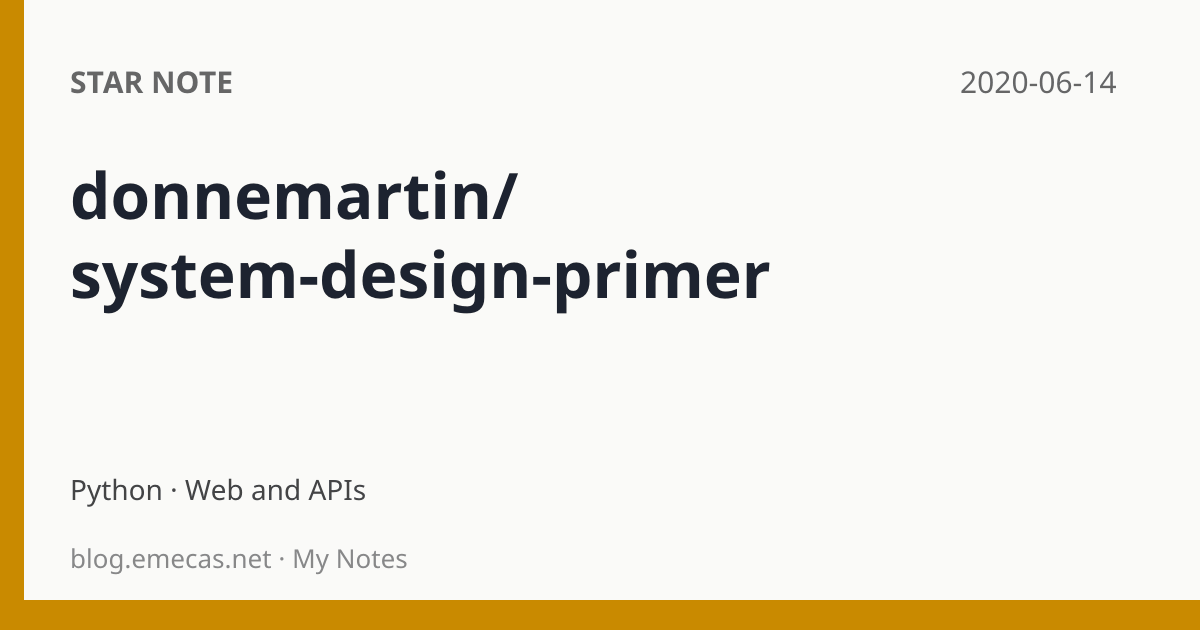 STAR NOTE
2020-06-14
donnemartin/
system-design-primer
Python · Web and APIs
blog.emecas.net · My Notes